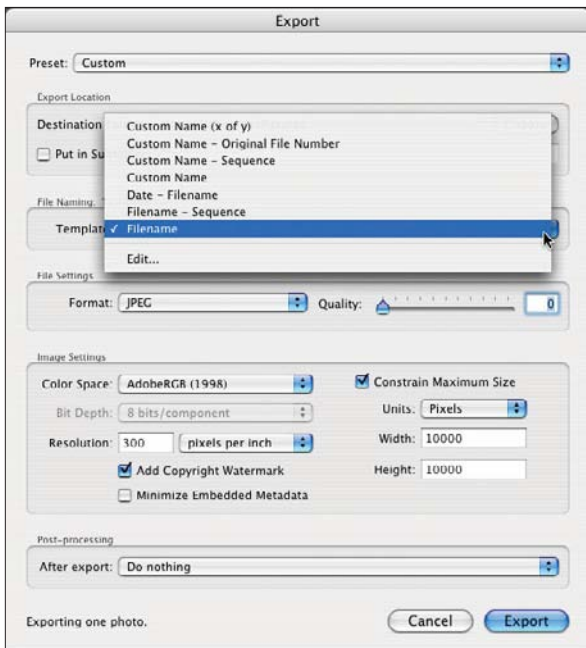 Export
Preset: Custom
Export Location
Destination
Put in Su
Custom Name (x of y)
Custom Name – Original File Number
Custom Name – Sequence
Custom Name
Date – Filename
Filename – Sequence
✓ Filename
Edit...
File Naming:
Templat
File Settings
Format: JPEG Quality: 0
Image Settings
Color Space: AdobeRGB (1998)
Bit Depth: 8 bits/component
Resolution: 300 pixels per inch
Add Copyright Watermark
Minimize Embedded Metadata
Constrain Maximum Size
Units: Pixels
Width: 10000
Height: 10000
Post-processing
After export: Do nothing
Exporting one photo.
Cancel Export